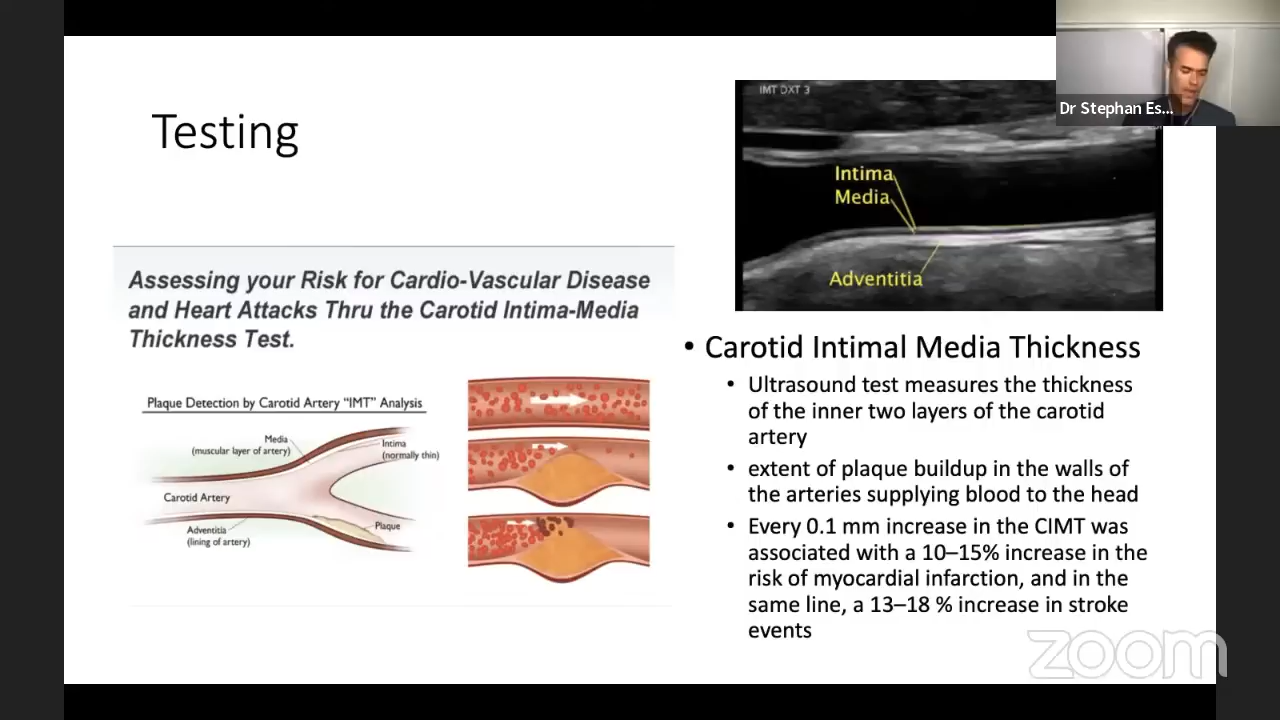 Testing
IMT DXT 3
Dr Stephan Es...
Intima
Media
Adventitia
Assessing your Risk for Cardio-Vascular Disease
and Heart Attacks Thru the Carotid Intima-Media
Thickness Test.
Plaque Detection by Carotid Artery “IMT” Analysis
Media
(muscular layer of artery)
Intima
(normally thin)
Carotid Artery
Adventitia
(lining of artery)
Plaque
• Carotid Intimal Media Thickness
• Ultrasound test measures the thickness
of the inner two layers of the carotid
artery
• extent of plaque buildup in the walls of
the arteries supplying blood to the head
• Every 0.1 mm increase in the CIMT was
associated with a 10–15% increase in the
risk of myocardial infarction, and in the
same line, a 13–18 % increase in stroke
events
zoom